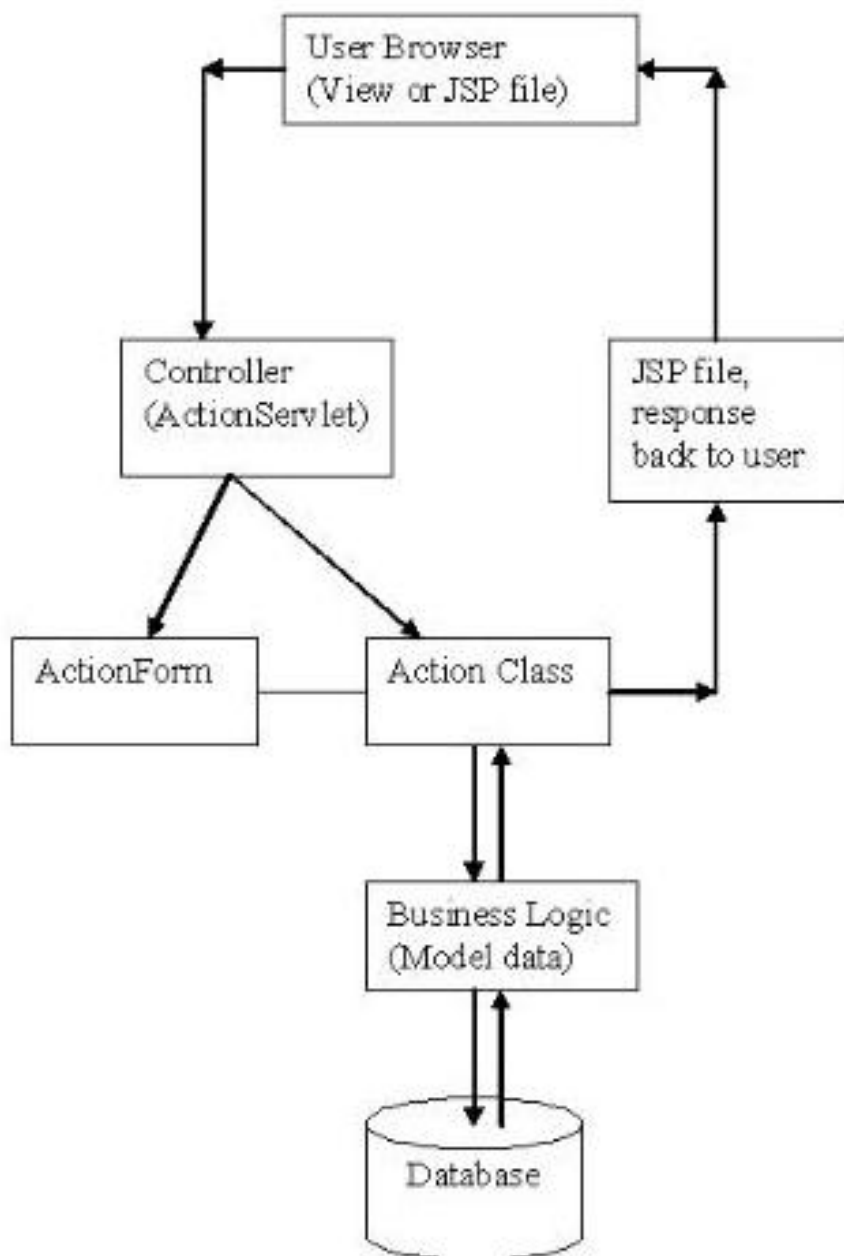 User Browser
(View or JSP file)
Controller
(ActionServlet)
JSP file,
response
back to user
ActionForm
Action Class
Business Logic
(Model data)
Database